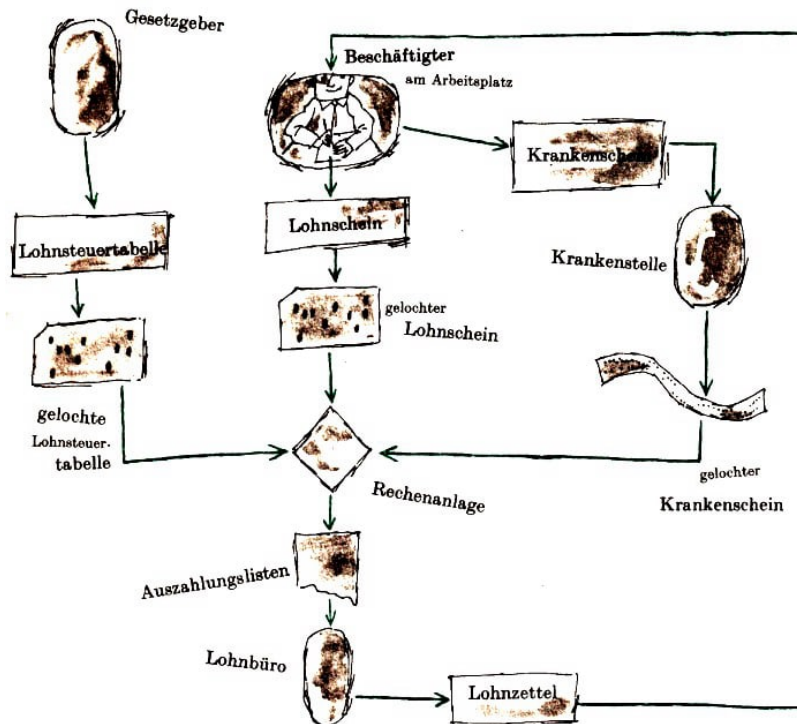 Gesetzgeber
Beschäftigter
am Arbeitsplatz
Krankenschein
Lohnsteuertabelle
Lohnschein
Krankenstelle
gelochter
Lohnschein
gelochte
Lohnsteuer-
tabelle
gelochter
Krankenschein
Rechenanlage
Auszahlungslisten
Lohnbüro
Lohnzettel